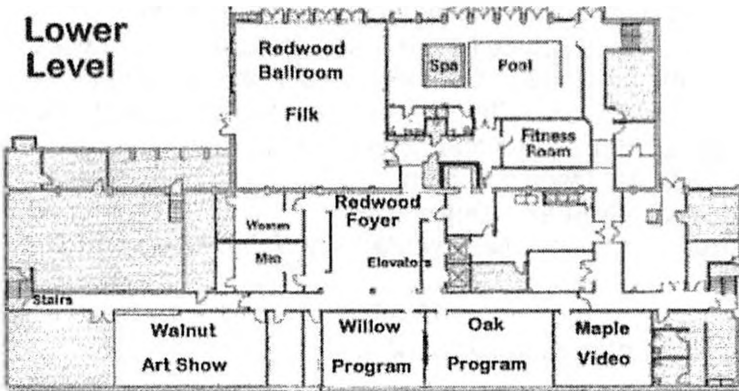 Lower
Level
Redwood
Ballroom
Filk
Spa
Pool
Fitness
Room
Redwood
Foyer
Women
Men
Elevators
Stairs
Walnut
Art Show
Willow
Program
Oak
Program
Maple
Video